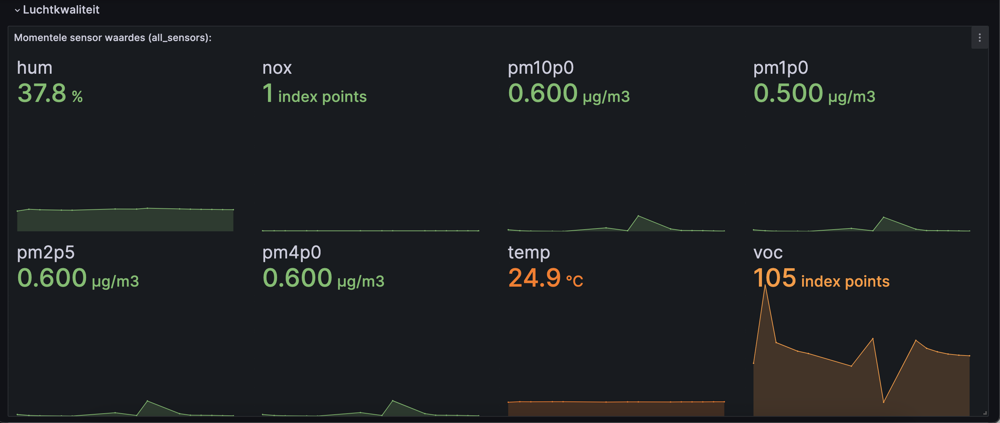 Luchtkwaliteit
Momentele sensor waardes (all_sensors):
hum
37.8 %
nox
1 index points
pm10p0
0.600 µg/m3
pm1p0
0.500 µg/m3
pm2p5
0.600 µg/m3
pm4p0
0.600 µg/m3
temp
24.9 °C
voc
105 index points